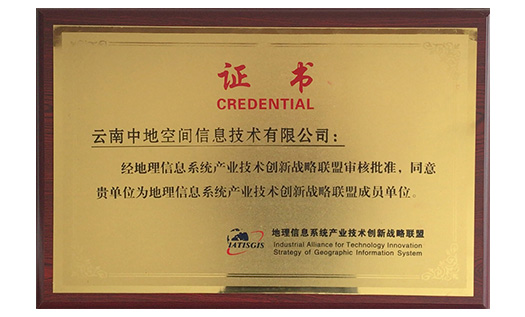 证书
CREDENTIAL
云南中地空间信息技术有限公司：
经地理信息系统产业技术创新战略联盟审核批准，同意
贵单位为地理信息系统产业技术创新战略联盟成员单位。
IATISGIS
地理信息系统产业技术创新战略联盟
Industrial Alliance for Technology Innovation
Strategy of Geographic Information System